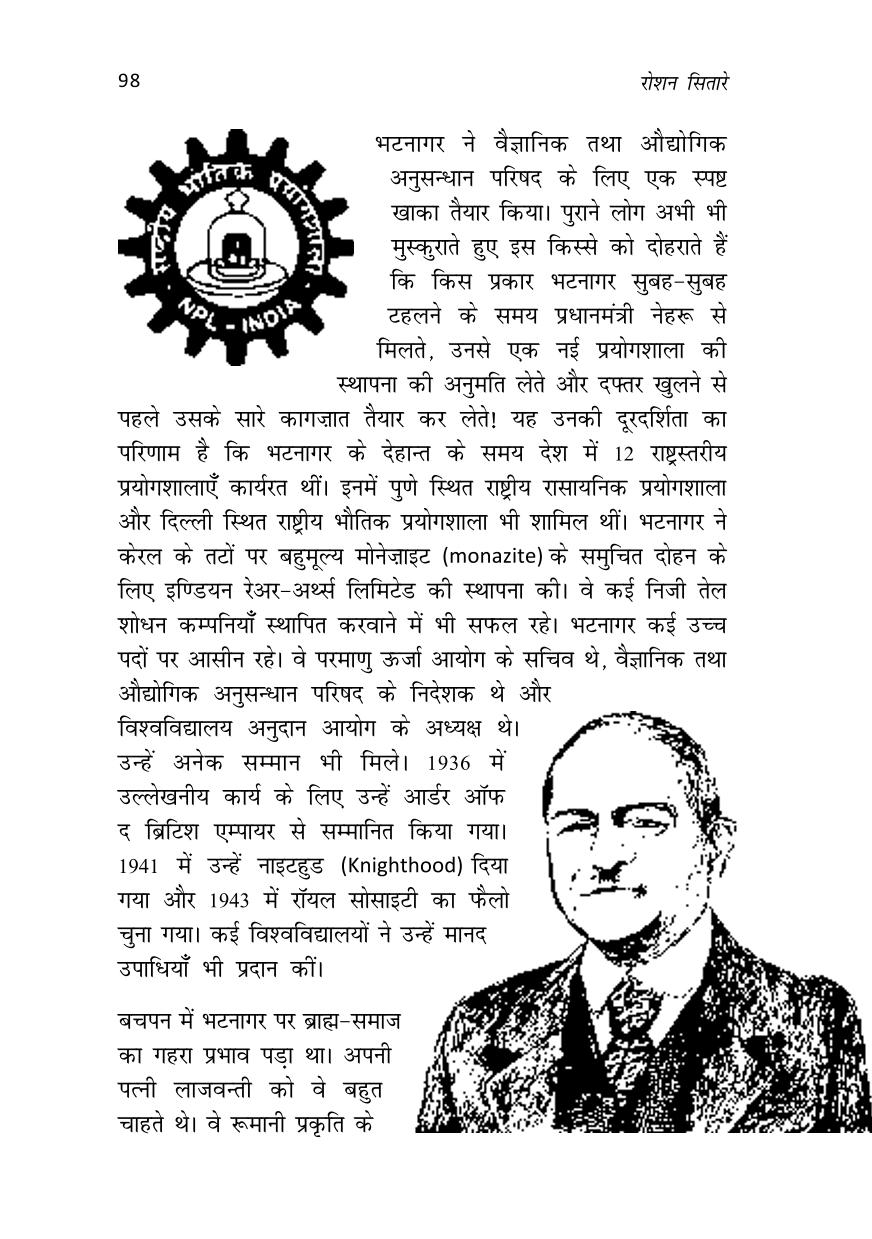 98
रोशन सितारे
राष्ट्रीय भौतिक प्रयोगशाला
NPL - INDIA
भटनागर ने वैज्ञानिक तथा औद्योगिक
अनुसन्धान परिषद के लिए एक स्पष्ट
खाका तैयार किया। पुराने लोग अभी भी
मुस्कुराते हुए इस किस्से को दोहराते हैं
कि किस प्रकार भटनागर सुबह-सुबह
टहलने के समय प्रधानमंत्री नेहरू से
मिलते, उनसे एक नई प्रयोगशाला की
स्थापना की अनुमति लेते और दफ्तर खुलने से
पहले उसके सारे कागज़ात तैयार कर लेते! यह उनकी दूरदर्शिता का
परिणाम है कि भटनागर के देहान्त के समय देश में 12 राष्ट्रस्तरीय
प्रयोगशालाएँ कार्यरत थीं। इनमें पुणे स्थित राष्ट्रीय रासायनिक प्रयोगशाला
और दिल्ली स्थित राष्ट्रीय भौतिक प्रयोगशाला भी शामिल थीं। भटनागर ने
केरल के तटों पर बहुमूल्य मोनेज़ाइट (monazite) के समुचित दोहन के
लिए इण्डियन रेअर-अर्थ्स लिमिटेड की स्थापना की। वे कई निजी तेल
शोधन कम्पनियाँ स्थापित करवाने में भी सफल रहे। भटनागर कई उच्च
पदों पर आसीन रहे। वे परमाणु ऊर्जा आयोग के सचिव थे, वैज्ञानिक तथा
औद्योगिक अनुसन्धान परिषद के निदेशक थे और
विश्वविद्यालय अनुदान आयोग के अध्यक्ष थे।
उन्हें अनेक सम्मान भी मिले। 1936 में
उल्लेखनीय कार्य के लिए उन्हें आर्डर ऑफ
द ब्रिटिश एम्पायर से सम्मानित किया गया।
1941 में उन्हें नाइटहुड (Knighthood) दिया
गया और 1943 में रॉयल सोसाइटी का फैलो
चुना गया। कई विश्वविद्यालयों ने उन्हें मानद
उपाधियाँ भी प्रदान कीं।
बचपन में भटनागर पर ब्राह्म-समाज
का गहरा प्रभाव पड़ा था। अपनी
पत्नी लाजवन्ती को वे बहुत
चाहते थे। वे रूमानी प्रकृति के